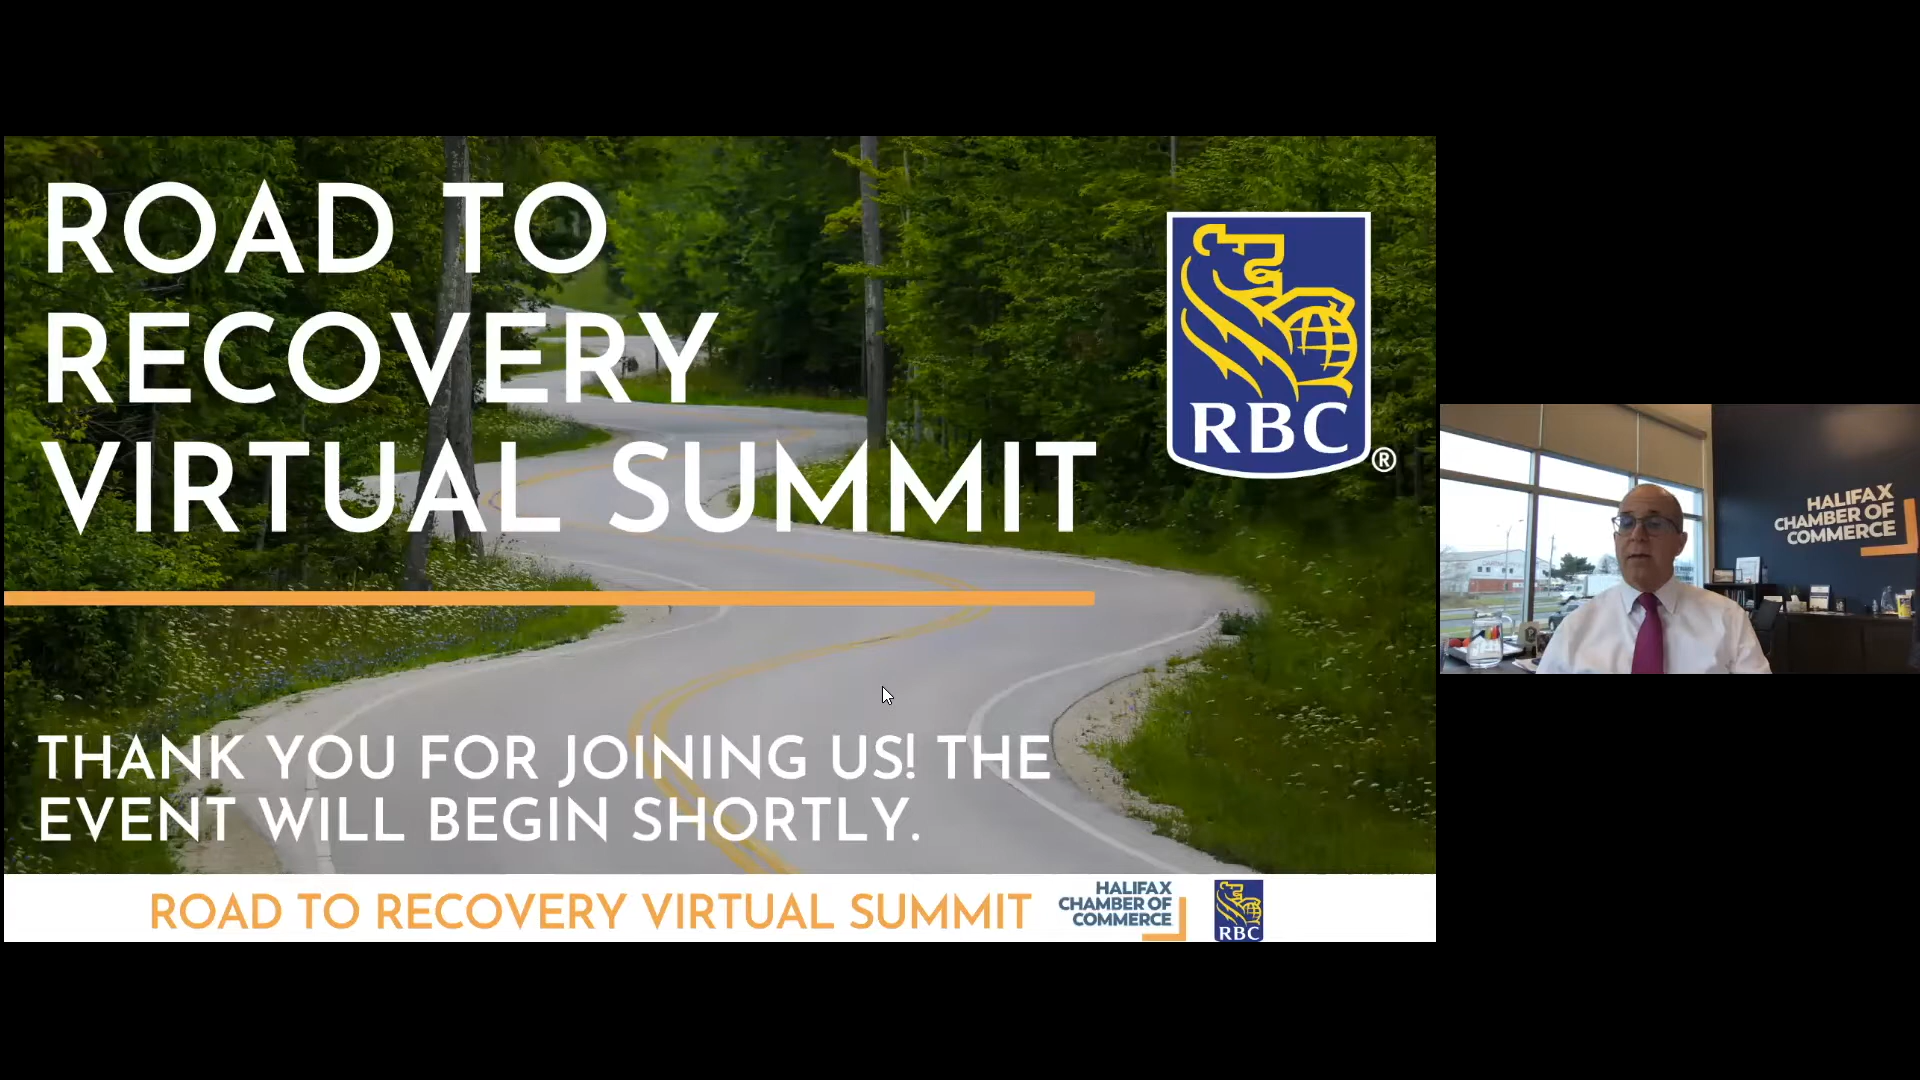 ROAD TO
RECOVERY
VIRTUAL SUMMIT
RBC
®
THANK YOU FOR JOINING US! THE
EVENT WILL BEGIN SHORTLY.
ROAD TO RECOVERY VIRTUAL SUMMIT
HALIFAX
CHAMBER OF
COMMERCE
RBC
HALIFAX
CHAMBER OF
COMMERCE